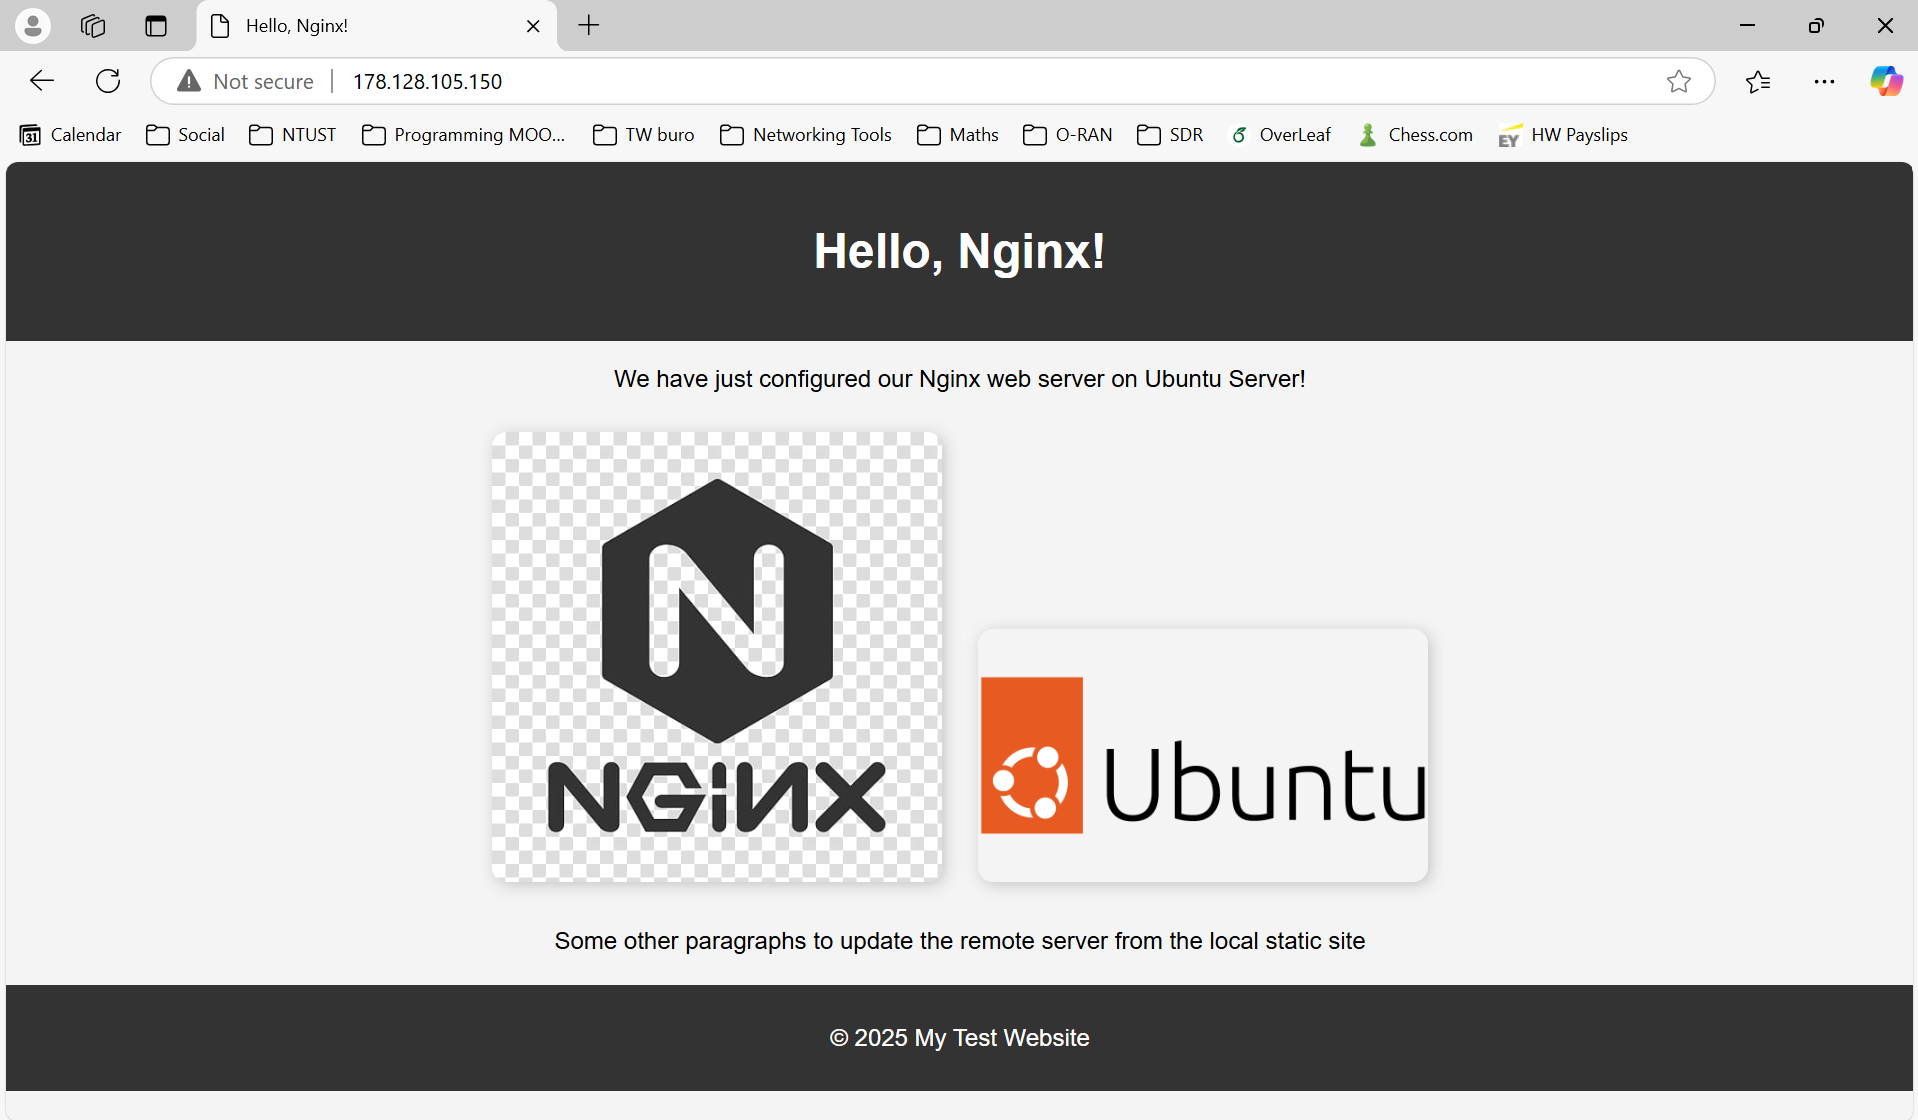 Hello, Nginx!
Not secure 178.128.105.150
31 Calendar Social NTUST Programming MOO... TW buro Networking Tools Maths O-RAN SDR OverLeaf Chess.com EY HW Payslips
Hello, Nginx!
We have just configured our Nginx web server on Ubuntu Server!
N
NGiNX
Ubuntu
Some other paragraphs to update the remote server from the local static site
© 2025 My Test Website